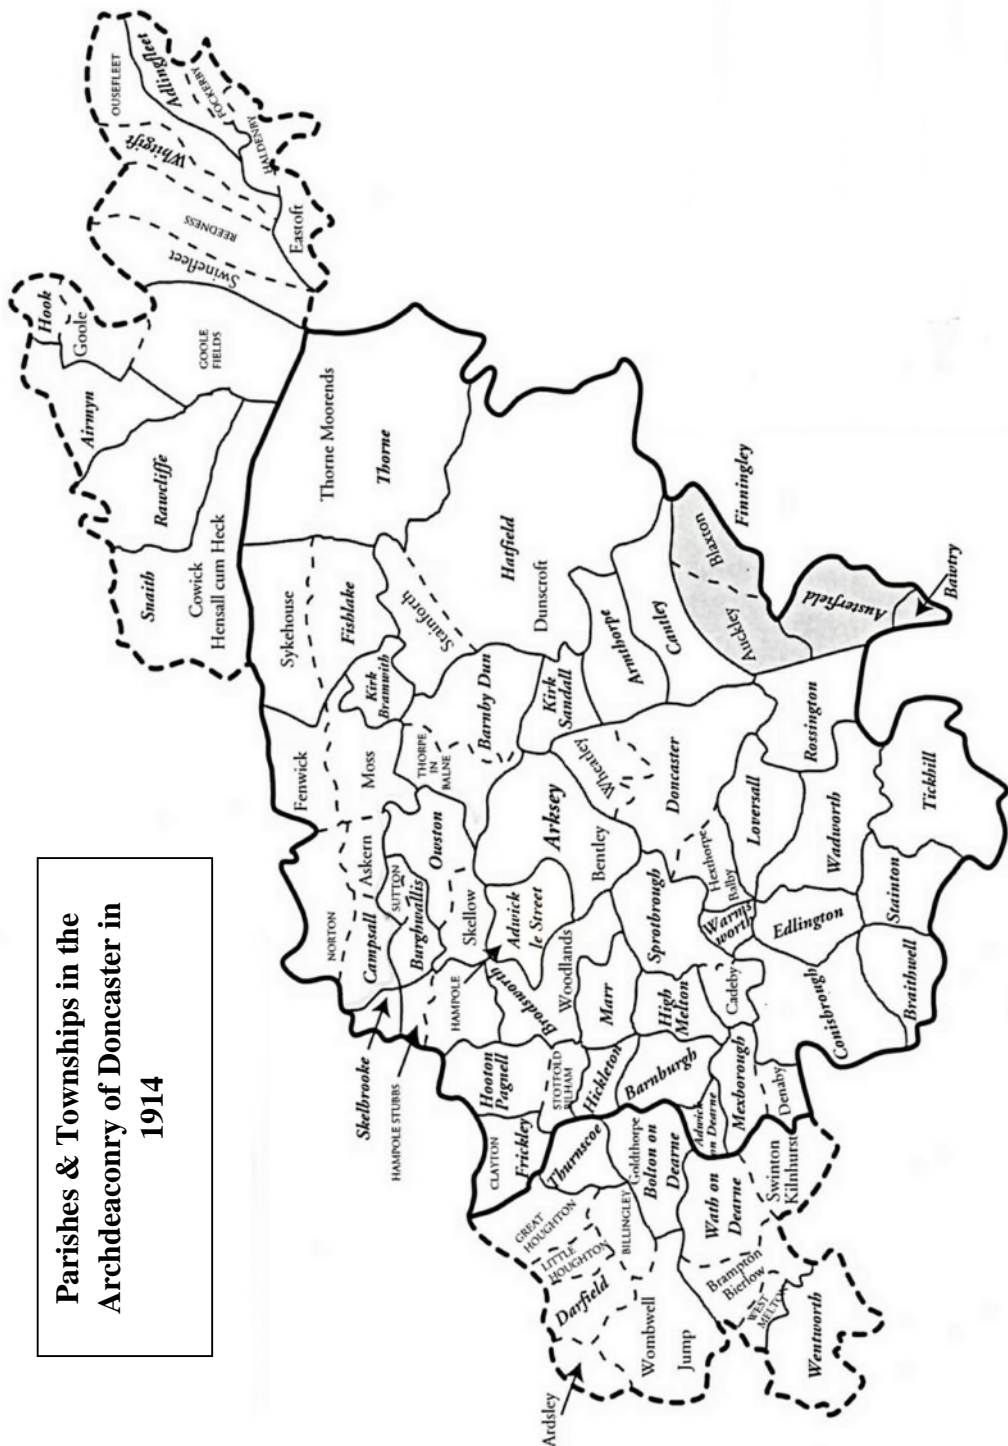 Parishes & Townships in the
Archdeaconry of Doncaster in
1914
Hook
Goole
Airmyn
Rawcliffe
Snaith
Cowick
Hensall cum Heck
GOOLE
FIELDS
Swinefleet
REEDNESS
Whitgift
OUSEFLEET
Adlingfleet
FOCKERBY
HALDENBY
Eastoft
Thorne Moorends
Thorne
Sykehouse
Fishlake
Stainforth
Hatfield
Dunscroft
Fenwick
Moss
Kirk
Bramwith
THORPE
IN
BALNE
Barnby Dun
Kirk
Sandall
Armthorpe
Cantley
Blaxton
Auckley
Finningley
Austerfield
Bawtry
NORTON
Askern
Campsall
SUTTON
Burghwallis
Owston
Skellow
Skelbrooke
HAMPOLE STUBBS
HAMPOLE
Adwick
le Street
Arksey
Bentley
Wheatley
Doncaster
Hexthorpe
Balby
Loversall
Rossington
Wadworth
Tickhill
Stainton
Edlington
Warms
worth
Sprotbrough
Brodsworth
Woodlands
Marr
High
Melton
Cadeby
Conisbrough
Braithwell
Hooton
Pagnell
STOTFOLD
BILHAM
Hickleton
Barnburgh
Adwick
on Dearne
Mexborough
Denaby
CLAYTON
Frickley
Thurnscoe
Goldthorpe
Bolton on
Dearne
Wath on
Dearne
Swinton
Kilnhurst
GREAT
HOUGHTON
LITTLE
HOUGHTON
BILLINGLEY
Darfield
Wombwell
Jump
Brampton
Bierlow
WEST
MELTON
Wentworth
Ardsley